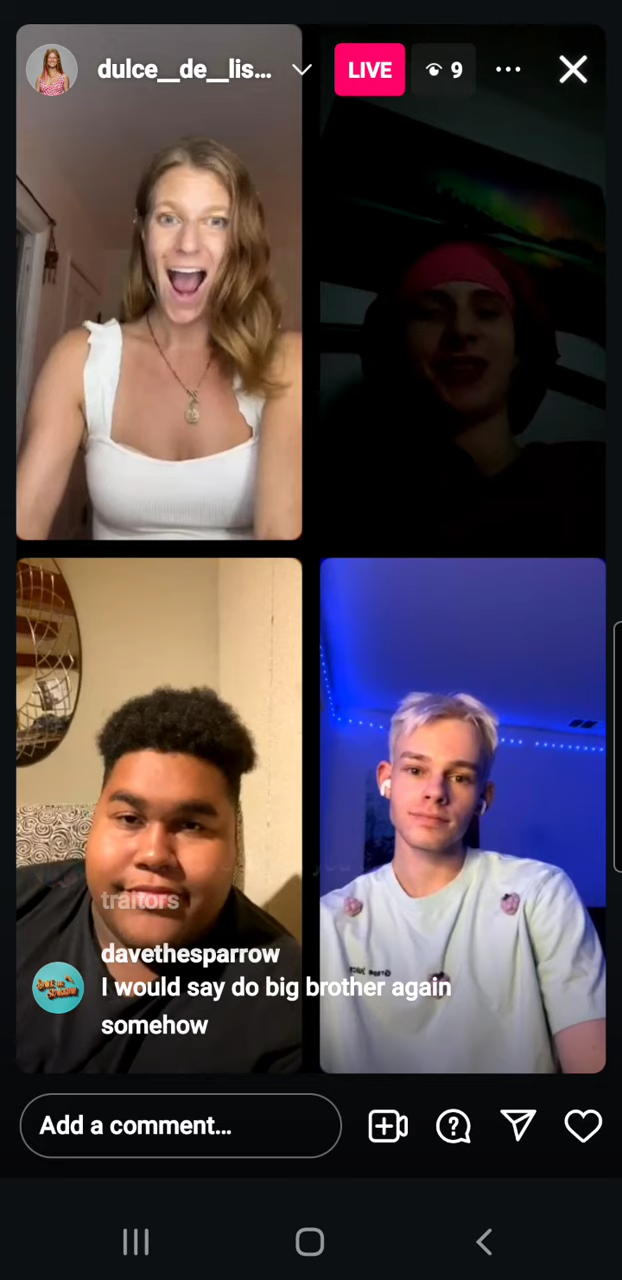 dulce__de__lis...
LIVE
9
traitors
davethesparrow
I would say do big brother again
somehow
Add a comment...